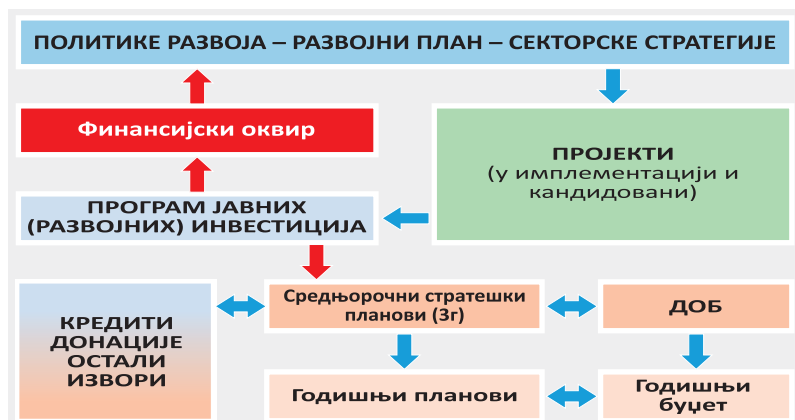 ПОЛИТИКЕ РАЗВОЈА – РАЗВОЈНИ ПЛАН – СЕКТОРСКЕ СТРАТЕГИЈЕ
Финансијски оквир
ПРОЈЕКТИ
(у имплементацији и
кандидовани)
ПРОГРАМ ЈАВНИХ
(РАЗВОЈНИХ) ИНВЕСТИЦИЈА
КРЕДИТИ
ДОНАЦИЈЕ
ОСТАЛИ
ИЗВОРИ
Средњорочни стратешки
планови (3г)
ДОБ
Годишњи планови
Годишњи
буџет